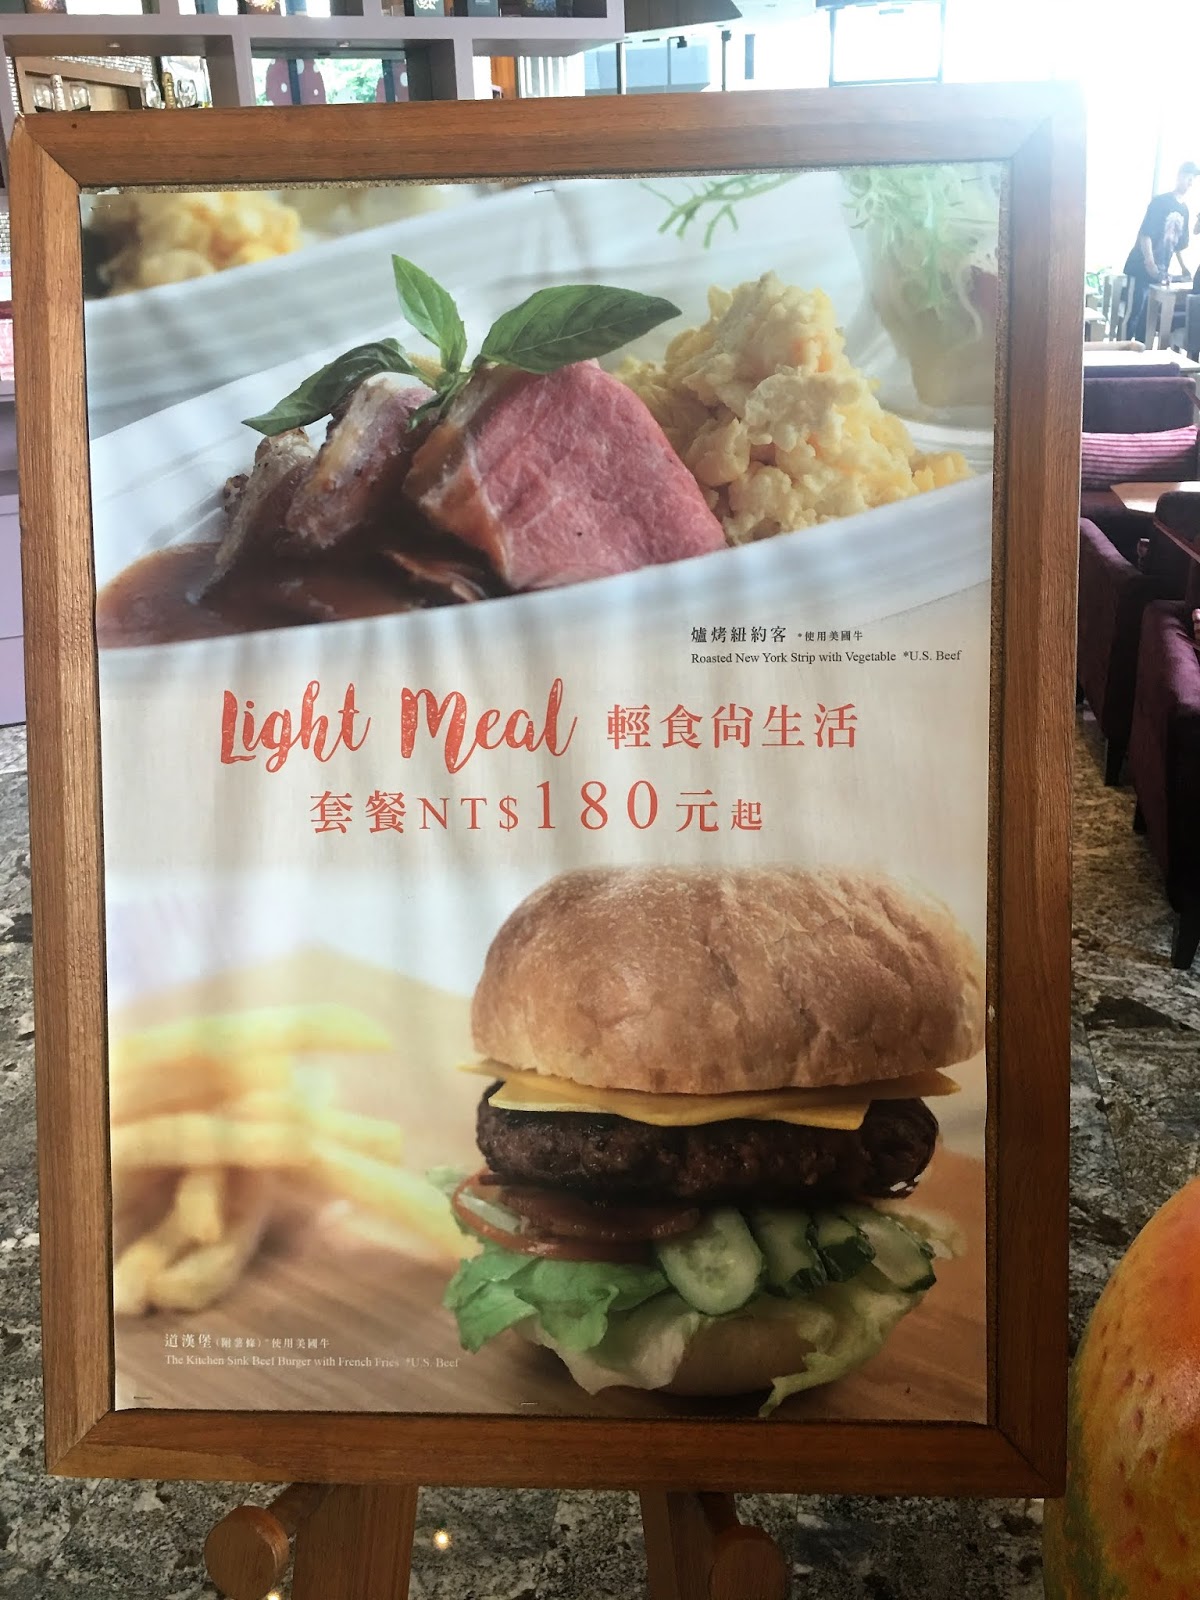 爐烤紐約客 *使用美國牛
Roasted New York Strip with Vegetable *U.S. Beef
Light Meal 輕食尚生活
套餐NT$180元起
道漢堡(附薯條)*使用美國牛
The Kitchen Sink Beef Burger with French Fries *U.S. Beef